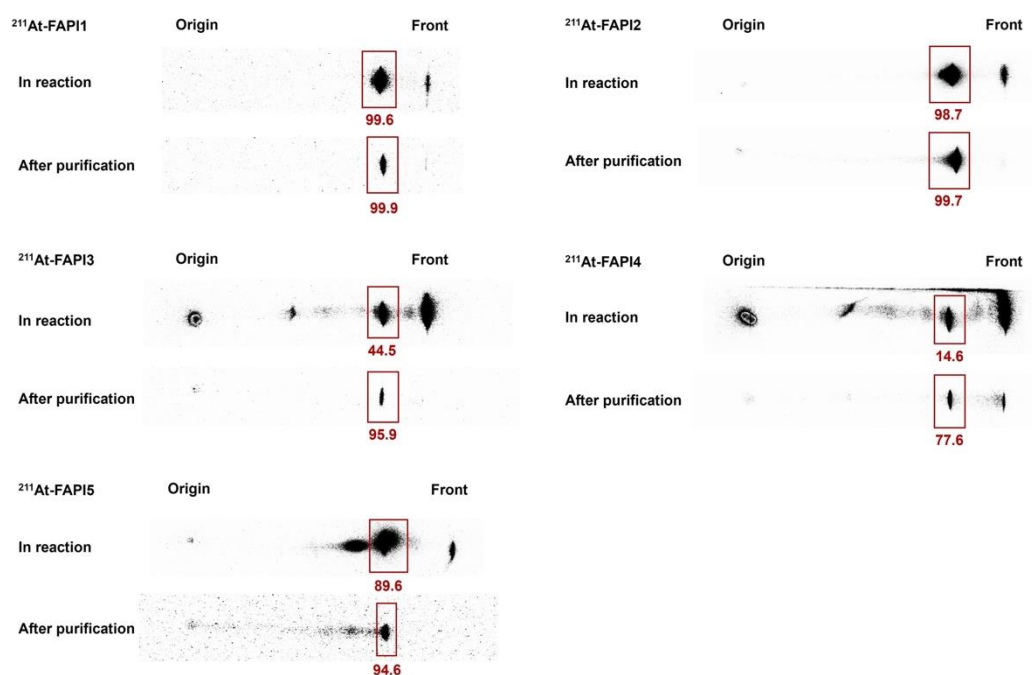 ²¹¹At-FAPI1 Origin Front
In reaction
99.6
After purification
99.9
²¹¹At-FAPI2 Origin Front
In reaction
98.7
After purification
99.7
²¹¹At-FAPI3 Origin Front
In reaction
44.5
After purification
95.9
²¹¹At-FAPI4 Origin Front
In reaction
14.6
After purification
77.6
²¹¹At-FAPI5 Origin Front
In reaction
89.6
After purification
94.6